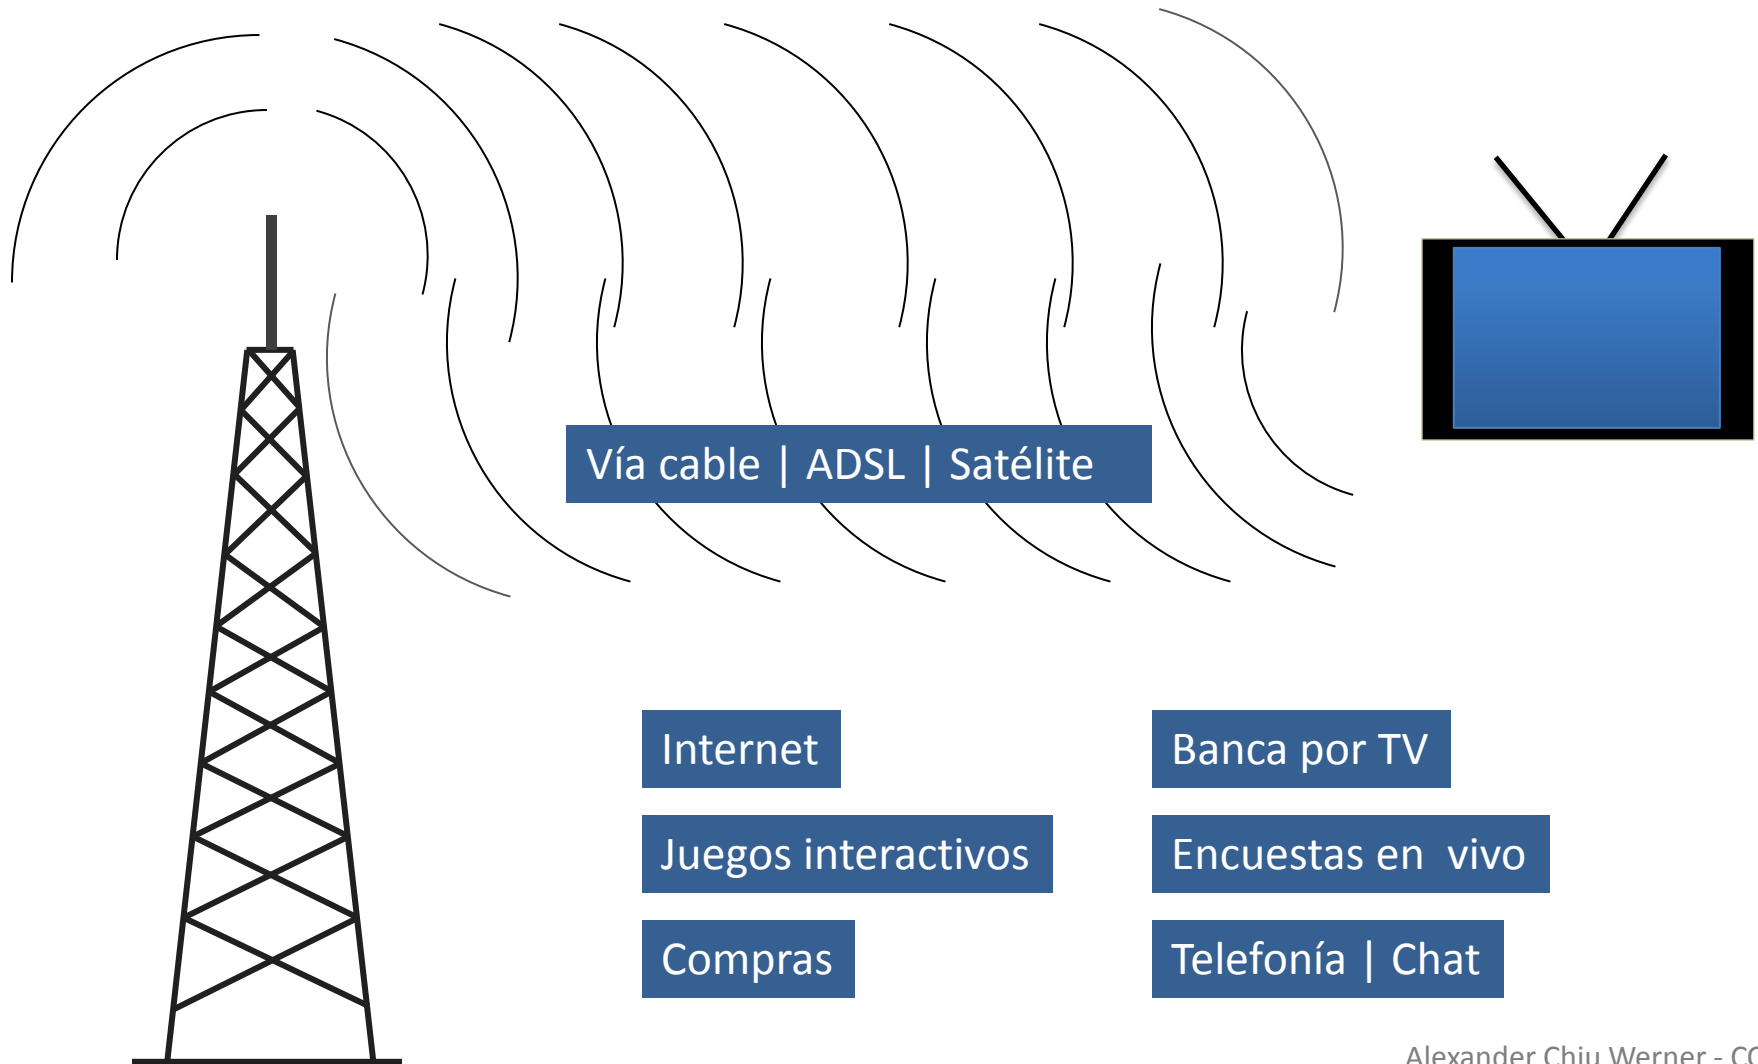 Vía cable | ADSL | Satélite
Internet
Banca por TV
Juegos interactivos
Encuestas en vivo
Compras
Telefonía | Chat
Alexander Chiu Werner -